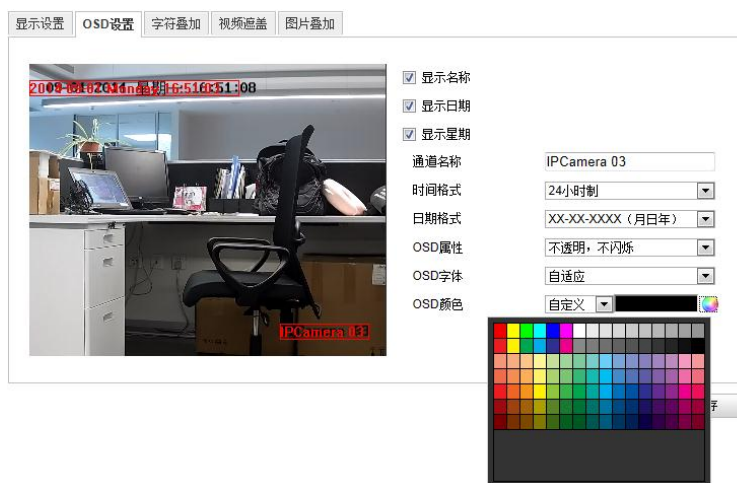 显示设置 OSD设置 字符叠加 视频遮盖 图片叠加
显示名称
显示日期
显示星期
通道名称 IPCamera 03
时间格式 24小时制
日期格式 XX-XX-XXXX（月日年）
OSD属性 不透明，不闪烁
OSD字体 自适应
OSD颜色 自定义
IPCamera 03
存